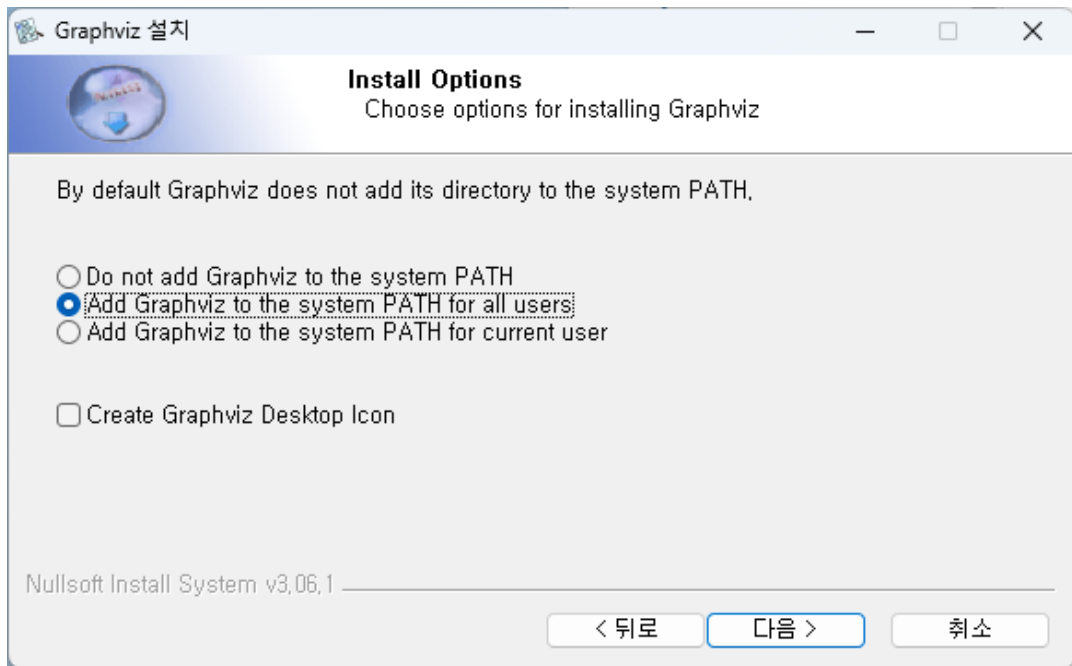 Graphviz 설치
Install Options
Choose options for installing Graphviz
By default Graphviz does not add its directory to the system PATH,
Do not add Graphviz to the system PATH
Add Graphviz to the system PATH for all users
Add Graphviz to the system PATH for current user
Create Graphviz Desktop Icon
Nullsoft Install System v3,06,1
< 뒤로
다음 >
취소